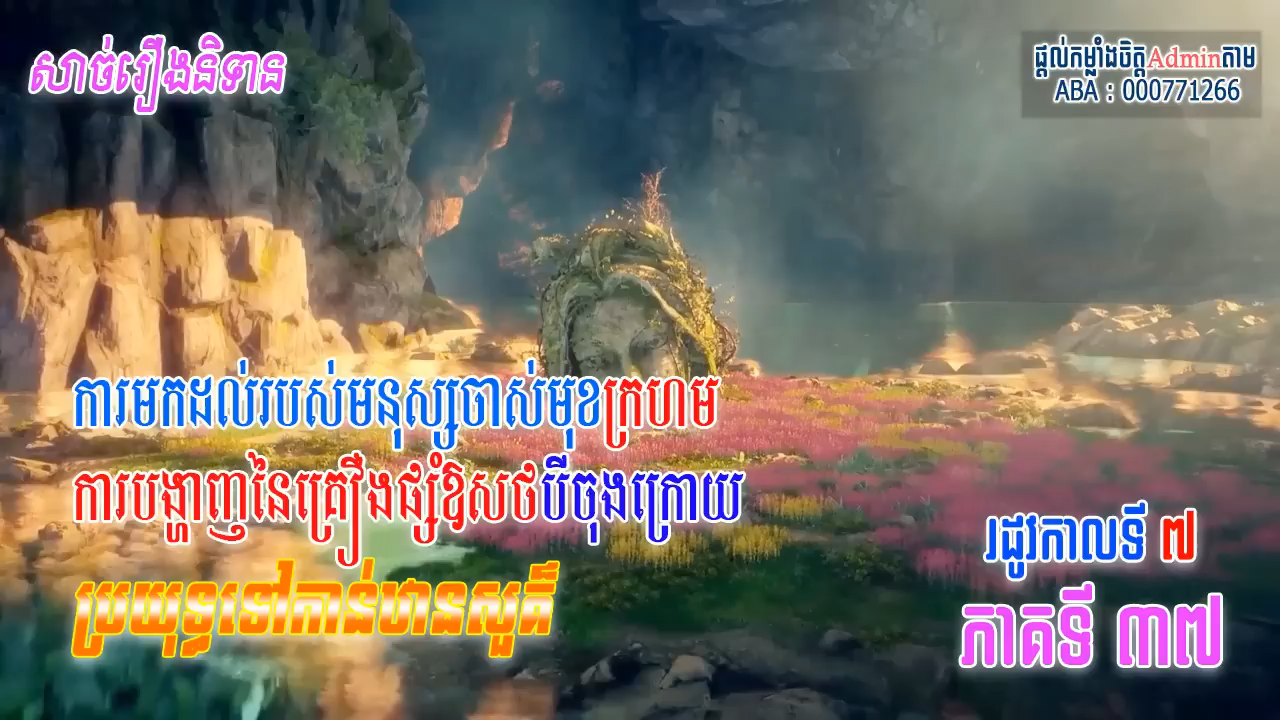 សាច់រឿងនិទាន
ផ្តល់កម្លាំងចិត្តAdminតាម
ABA : 000771266
ការមកដល់របស់មនុស្សចាស់មុខក្រហម
ការបង្ហាញនៃគ្រឿងផ្សំឱសថបីចុងក្រោយ
ប្រយុទ្ធទៅកាន់ឋានសួគ៌
រដូវកាលទី ៧
ភាគទី ៣៧